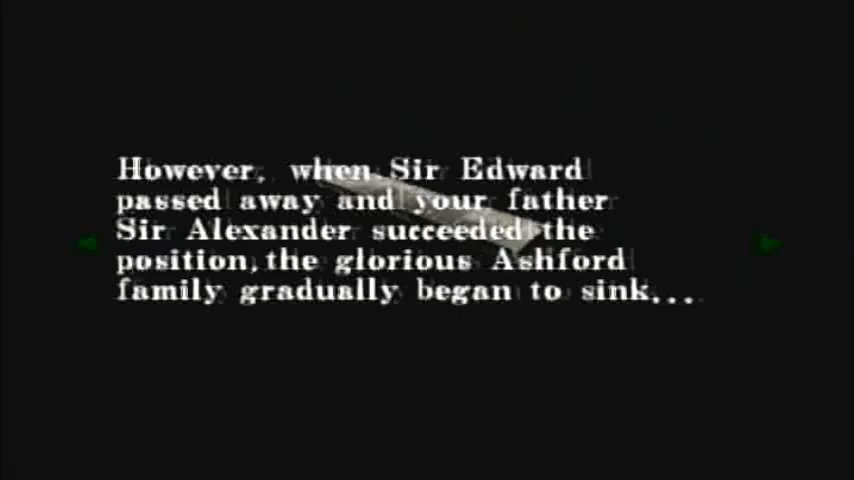 However, when Sir Edward
passed away and your father
Sir Alexander succeeded the
position, the glorious Ashford
family gradually began to sink...